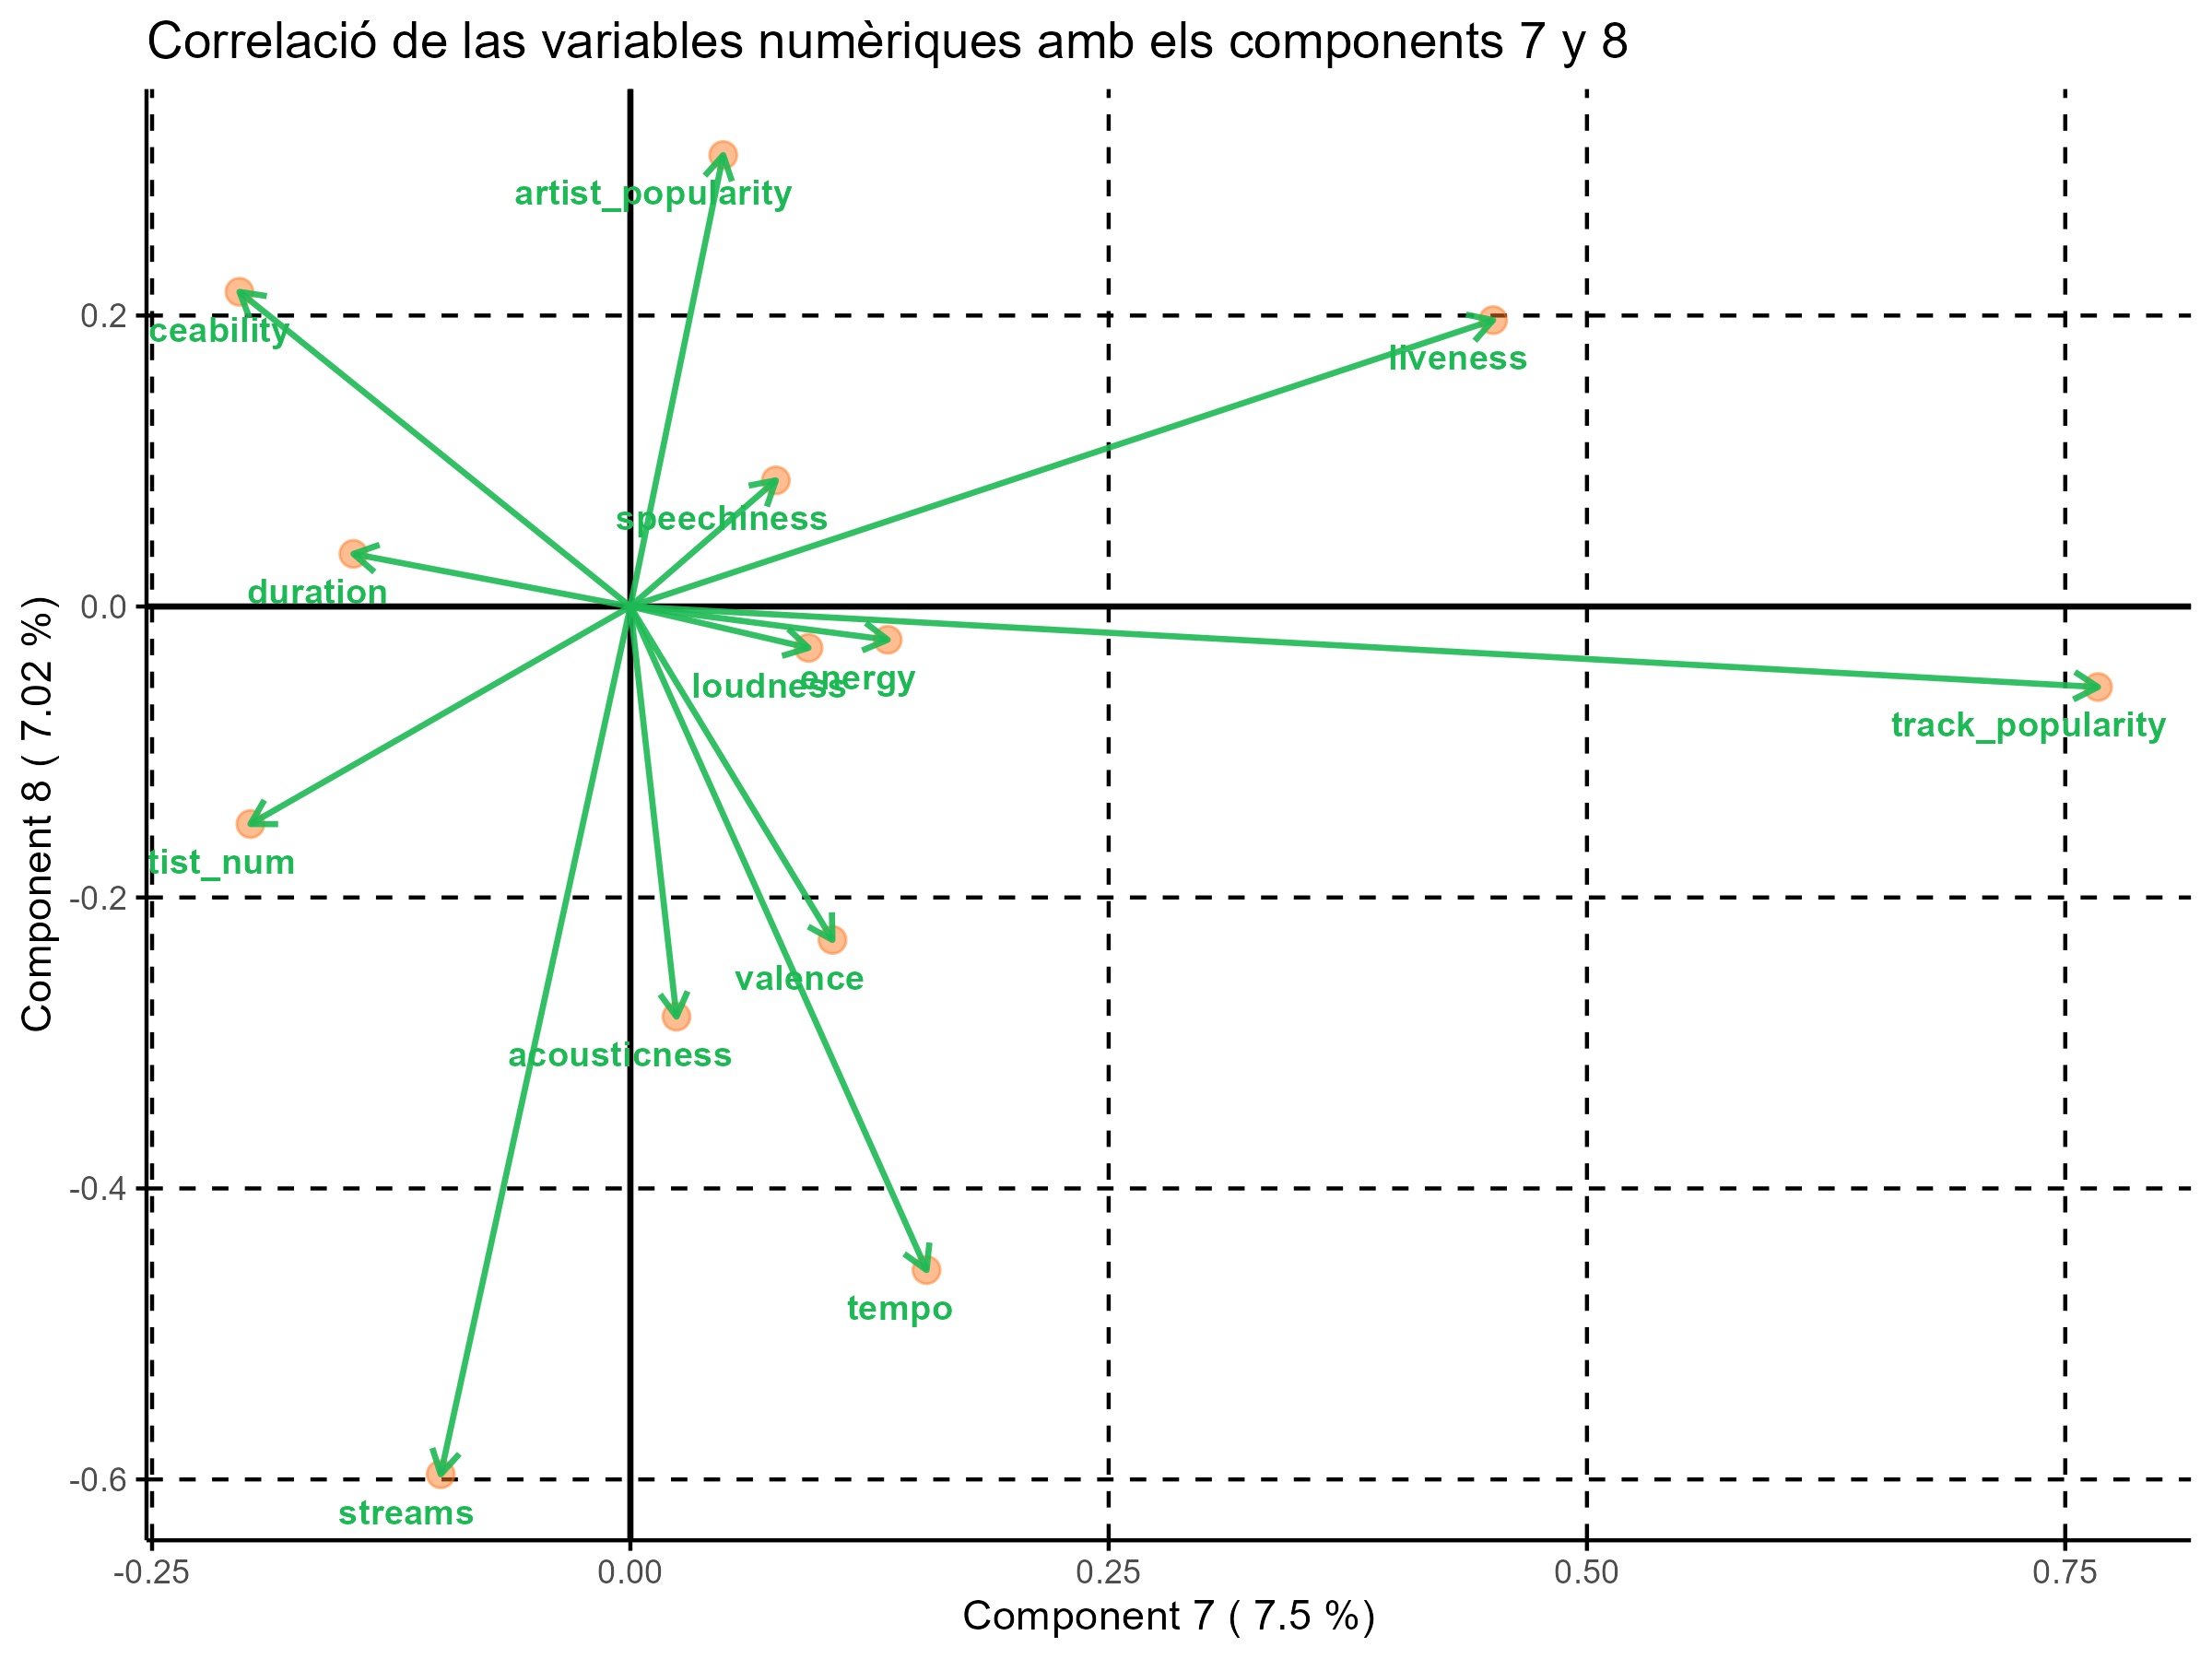 Correlació de las variables numèriques amb els components 7 y 8
artist_popularity
ceability
0.2
liveness
speechiness
duration
0.0
energy
loudness
track_popularity
tist_num
-0.2
valence
acousticness
-0.4
tempo
-0.6
streams
-0.25 0.00 0.25 0.50 0.75
Component 7 ( 7.5 %)
Component 8 ( 7.02 %)